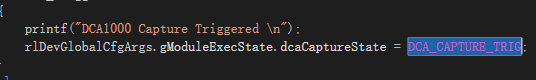 {
printf("DCA1000 Capture Triggered \n");
rlDevGlobalCfgArgs.gModuleExecState.dcaCaptureState = DCA_CAPTURE_TRIG;